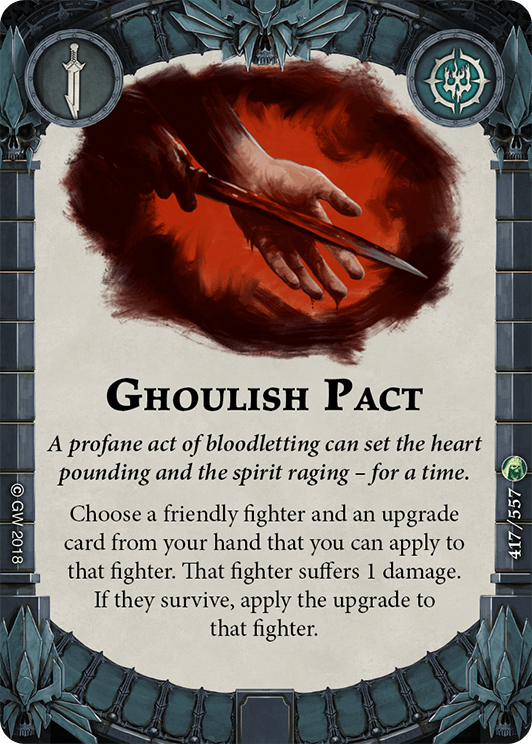 GHOULISH PACT
A profane act of bloodletting can set the heart
pounding and the spirit raging – for a time.
Choose a friendly fighter and an upgrade
card from your hand that you can apply to
that fighter. That fighter suffers 1 damage.
If they survive, apply the upgrade to
that fighter.
© GW 2018
417/557